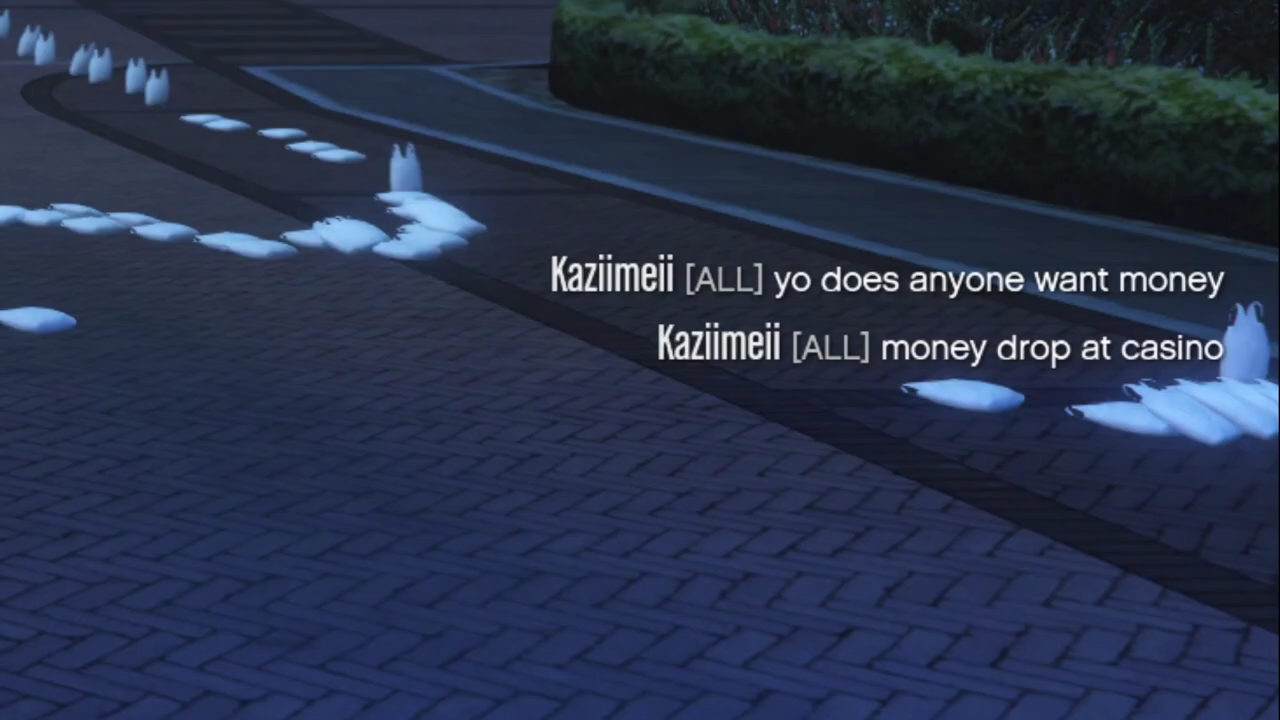 Kaziimeii [ALL] yo does anyone want money
Kaziimeii [ALL] money drop at casino